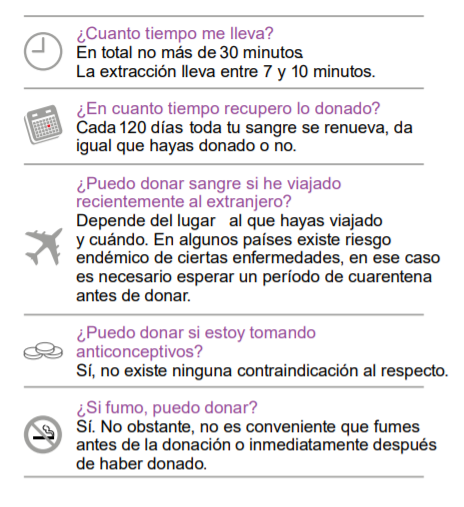 ¿Cuanto tiempo me lleva?
En total no más de 30 minutos.
La extracción lleva entre 7 y 10 minutos.
¿En cuanto tiempo recupero lo donado?
Cada 120 días toda tu sangre se renueva, da
igual que hayas donado o no.
¿Puedo donar sangre si he viajado
recientemente al extranjero?
Depende del lugar al que hayas viajado
y cuándo. En algunos países existe riesgo
endémico de ciertas enfermedades, en ese caso
es necesario esperar un período de cuarentena
antes de donar.
¿Puedo donar si estoy tomando
anticonceptivos?
Sí, no existe ninguna contraindicación al respecto.
¿Si fumo, puedo donar?
Sí. No obstante, no es conveniente que fumes
antes de la donación o inmediatamente después
de haber donado.